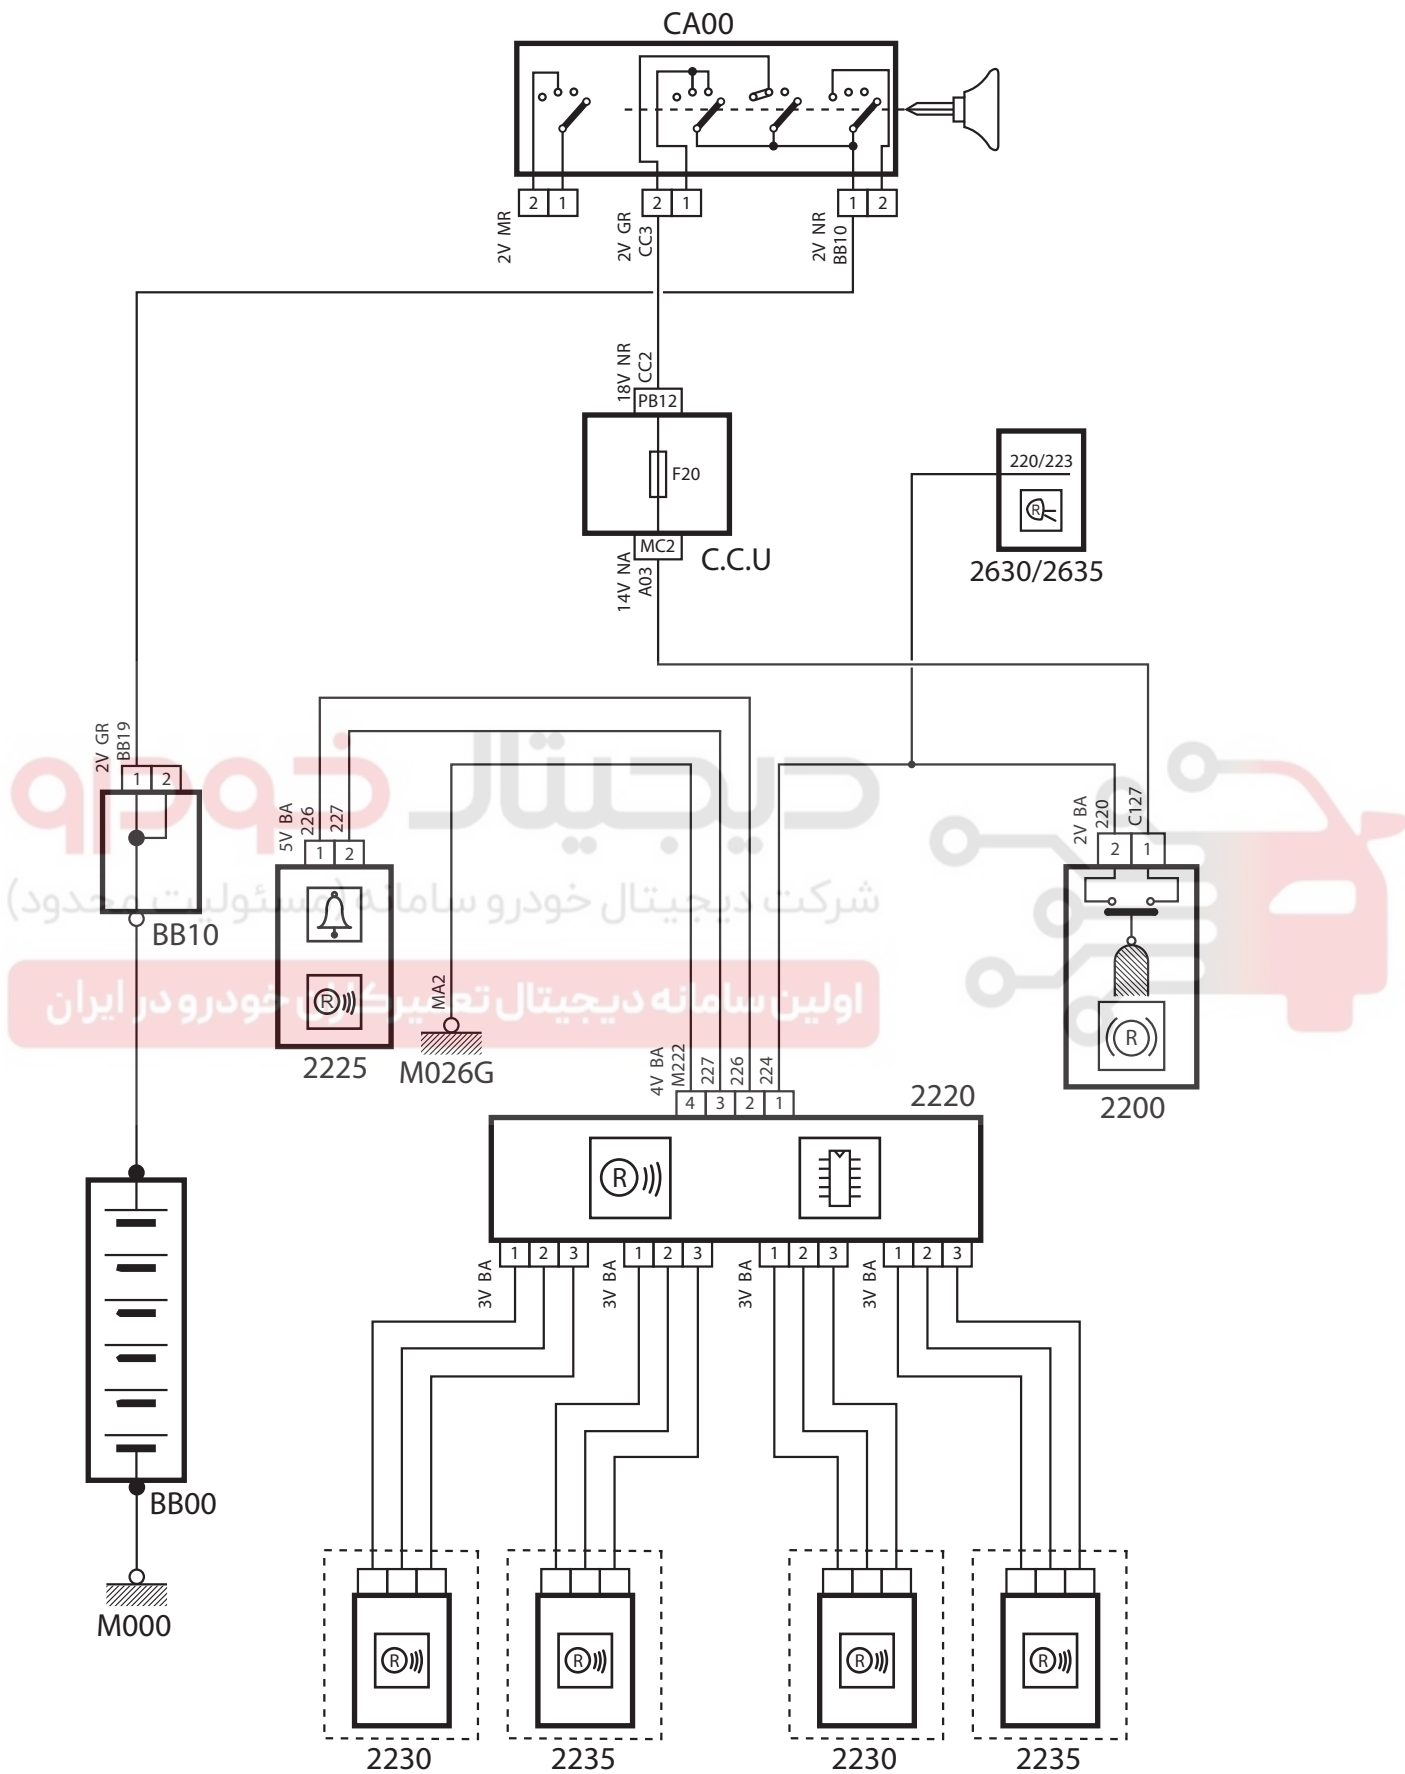 CA00
2 1
2 1
1 2
2V MR
2V GR
CC3
2V NR
BB10
18V NR
CC2
PB12
F20
MC2
C.C.U
14V NA
A03
220/223
R
2630/2635
2V GR
BB19
1 2
BB10
5V BA
226
227
1 2
R
2225
MA2
M026G
2V BA
220
C127
2 1
R
2200
دیجیتال خودرو
شرکت دیجیتال خودرو سامانه (مسئولیت محدود)
اولین سامانه دیجیتال تعمیرکاران خودرو در ایران
4V BA
M222
227
226
224
4 3 2 1
2220
R
1 2 3
1 2 3
1 2 3
1 2 3
3V BA
3V BA
3V BA
3V BA
BB00
M000
R
R
R
R
2230
2235
2230
2235